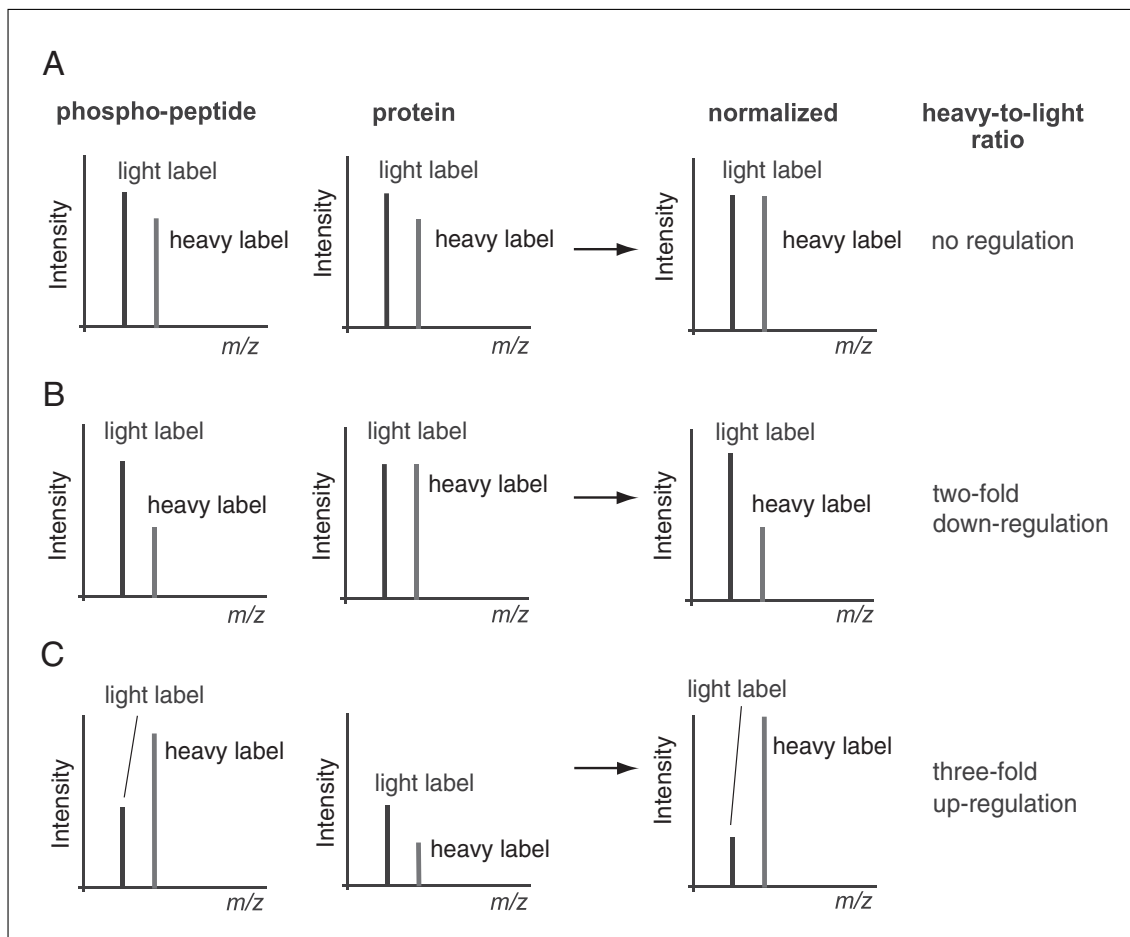 A
phospho-peptide
protein
normalized
heavy-to-light
ratio
light label
heavy label
Intensity
m/z
light label
heavy label
Intensity
m/z
light label
heavy label
Intensity
m/z
no regulation
B
light label
heavy label
Intensity
m/z
light label
heavy label
Intensity
m/z
light label
heavy label
Intensity
m/z
two-fold
down-regulation
C
light label
heavy label
Intensity
m/z
light label
heavy label
Intensity
m/z
light label
heavy label
Intensity
m/z
three-fold
up-regulation